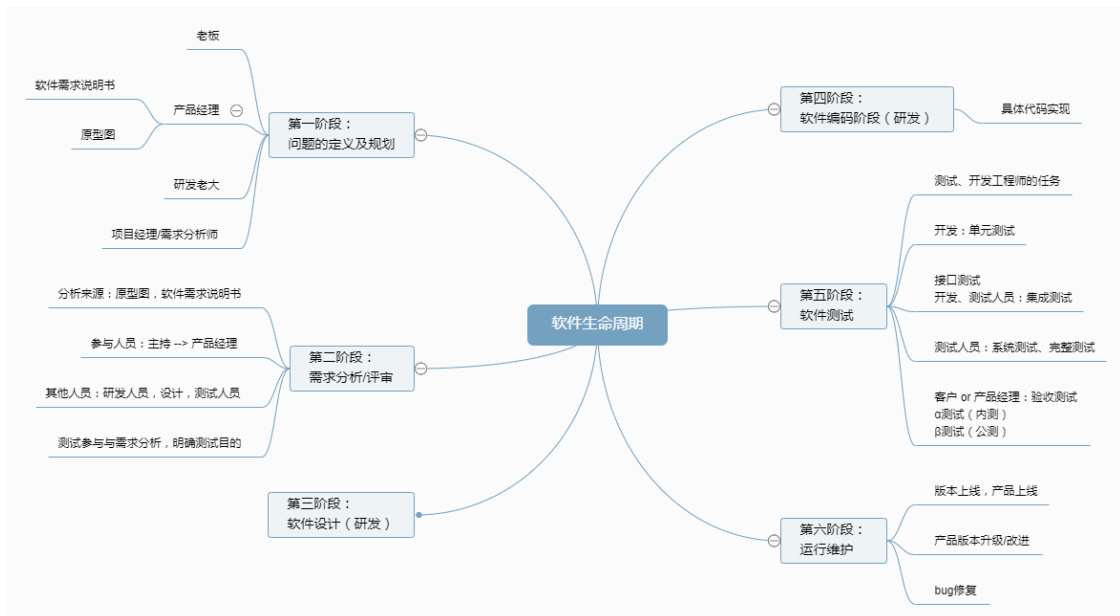 软件生命周期
第一阶段：
问题的定义及规划
老板
产品经理
软件需求说明书
原型图
研发老大
项目经理/需求分析师
第二阶段：
需求分析/评审
分析来源：原型图，软件需求说明书
参与人员：主持 --> 产品经理
其他人员：研发人员，设计，测试人员
测试参与与需求分析，明确测试目的
第三阶段：
软件设计（研发）
第四阶段：
软件编码阶段（研发）
具体代码实现
第五阶段：
软件测试
测试、开发工程师的任务
开发：单元测试
接口测试
开发、测试人员：集成测试
测试人员：系统测试、完整测试
客户 or 产品经理：验收测试
α测试（内测）
β测试（公测）
第六阶段：
运行维护
版本上线，产品上线
产品版本升级/改进
bug修复